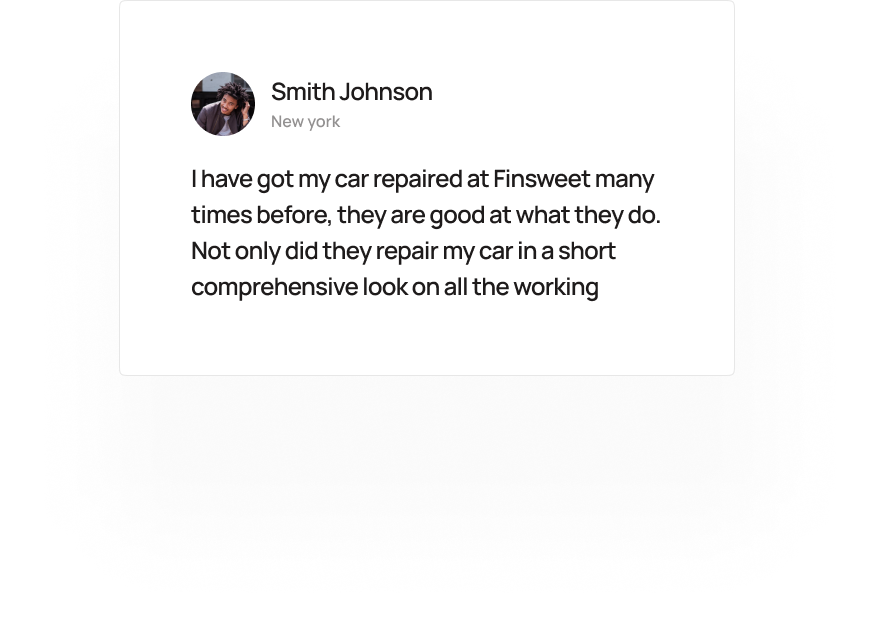 Smith Johnson
New york
I have got my car repaired at Finsweet many
times before, they are good at what they do.
Not only did they repair my car in a short
comprehensive look on all the working